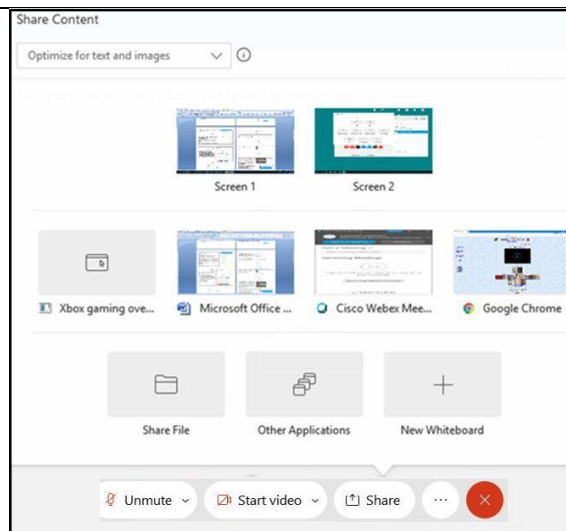 Share Content
Optimize for text and images
Screen 1
Screen 2
Xbox gaming ove...
Microsoft Office ...
Cisco Webex Mee...
Google Chrome
Share File
Other Applications
New Whiteboard
Unmute
Start video
Share